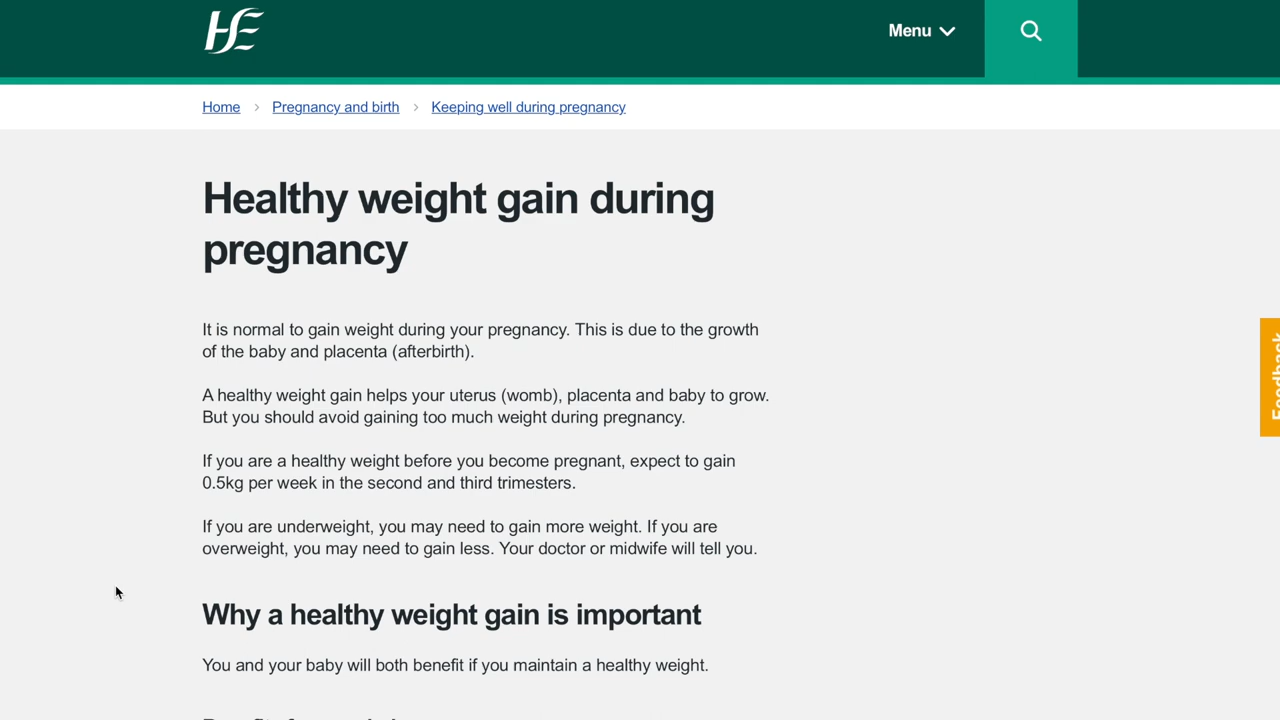 HSE
Menu
Home > Pregnancy and birth > Keeping well during pregnancy
Healthy weight gain during
pregnancy
It is normal to gain weight during your pregnancy. This is due to the growth
of the baby and placenta (afterbirth).
A healthy weight gain helps your uterus (womb), placenta and baby to grow.
But you should avoid gaining too much weight during pregnancy.
Feedback
If you are a healthy weight before you become pregnant, expect to gain
0.5kg per week in the second and third trimesters.
If you are underweight, you may need to gain more weight. If you are
overweight, you may need to gain less. Your doctor or midwife will tell you.
Why a healthy weight gain is important
You and your baby will both benefit if you maintain a healthy weight.